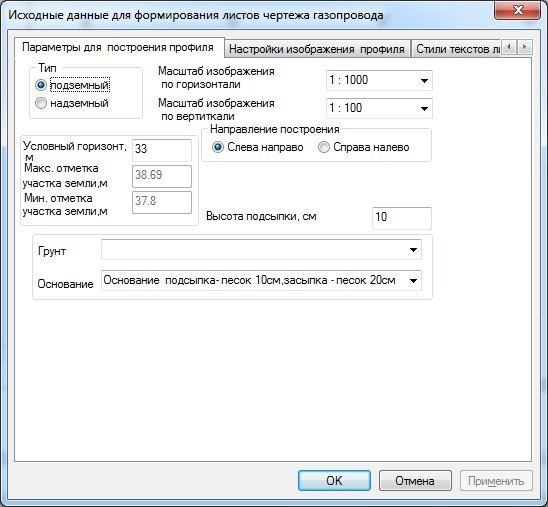 Исходные данные для формирования листов чертежа газопровода
Параметры для построения профиля
Настройки изображения профиля
Стили текстов ли
Тип
подземный
надземный
Масштаб изображения
по горизонтали
1 : 1000
Масштаб изображения
по вертиткали
1 : 100
Направление построения
Слева направо
Справа налево
Условный горизонт,
м
33
Макс. отметка
участка земли,м
38.69
Мин. отметка
участка земли,м
37.8
Высота подсыпки, см
10
Грунт
Основание
Основание подсыпка- песок 10см,засыпка - песок 20см
OK
Отмена
Применить